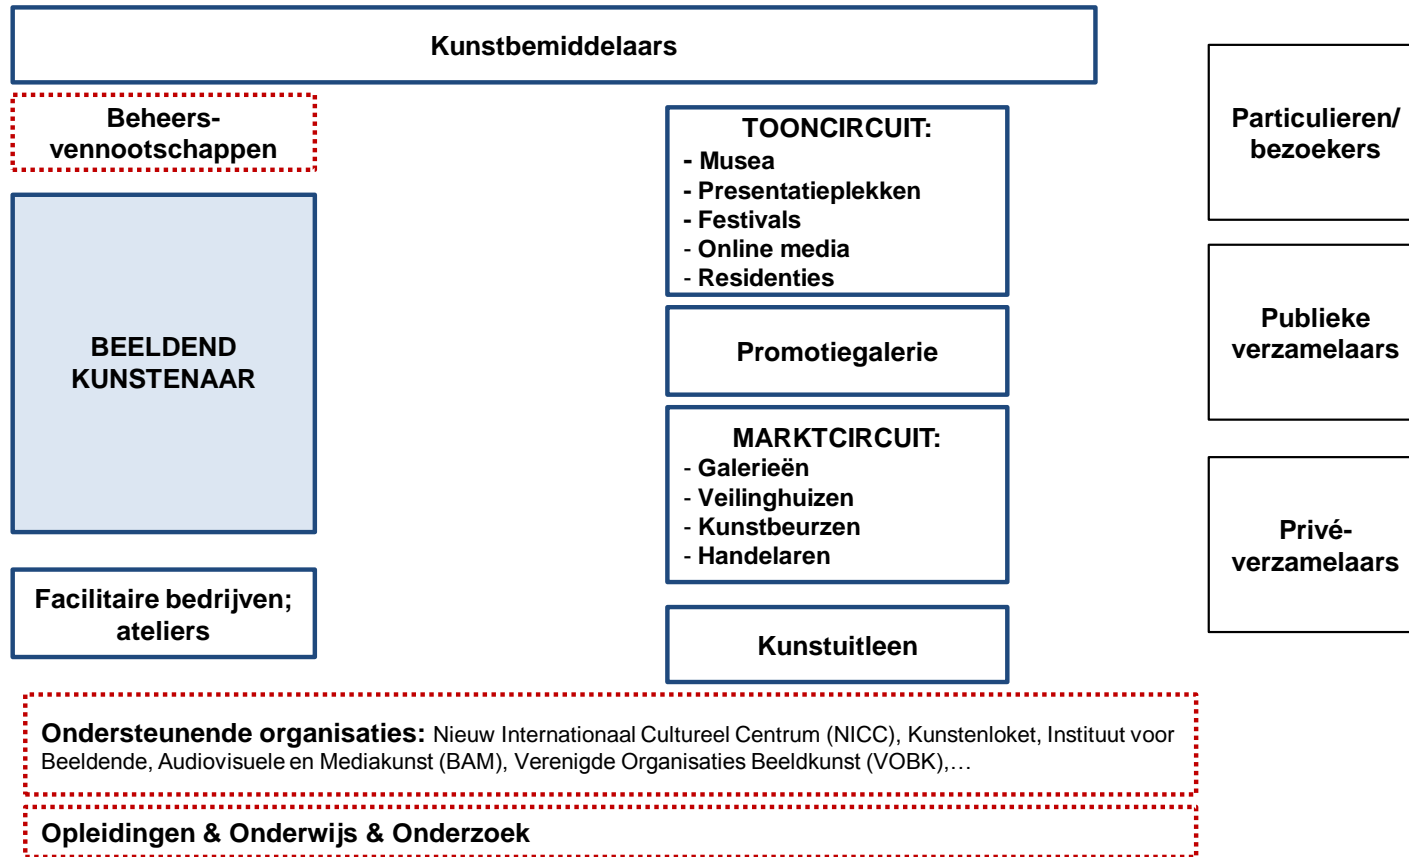 Kunstbemiddelaars
Beheers-
vennootschappen
BEELDEND
KUNSTENAAR
Facilitaire bedrijven;
ateliers
TOONCIRCUIT:
- Musea
- Presentatieplekken
- Festivals
- Online media
- Residenties
Promotiegalerie
MARKTCIRCUIT:
- Galerieën
- Veilinghuizen
- Kunstbeurzen
- Handelaren
Kunstuitleen
Particulieren/
bezoekers
Publieke
verzamelaars
Privé-
verzamelaars
Ondersteunende organisaties: Nieuw Internationaal Cultureel Centrum (NICC), Kunstenloket, Instituut voor
Beeldende, Audiovisuele en Mediakunst (BAM), Verenigde Organisaties Beeldkunst (VOBK),…
Opleidingen & Onderwijs & Onderzoek